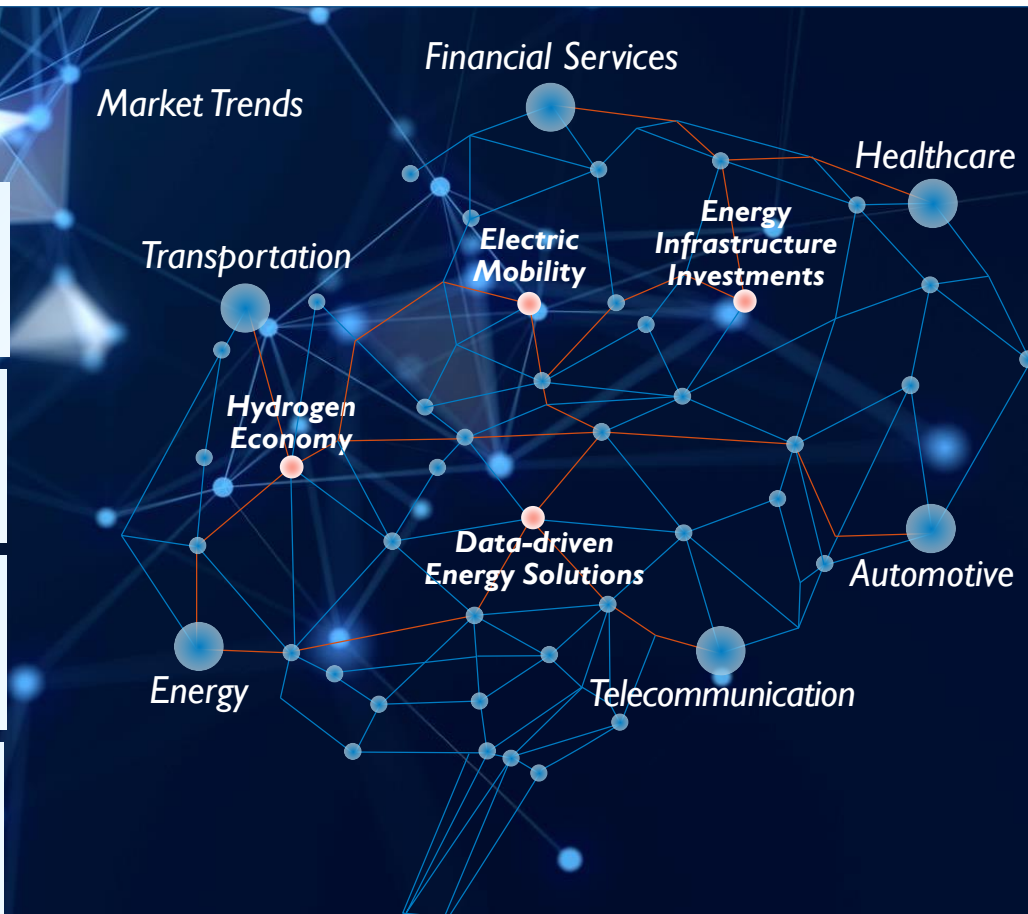 Financial Services
Market Trends
Healthcare
Energy
Infrastructure
Investments
Electric
Mobility
Transportation
Hydrogen
Economy
Data-driven
Energy Solutions
Automotive
Energy
Telecommunication